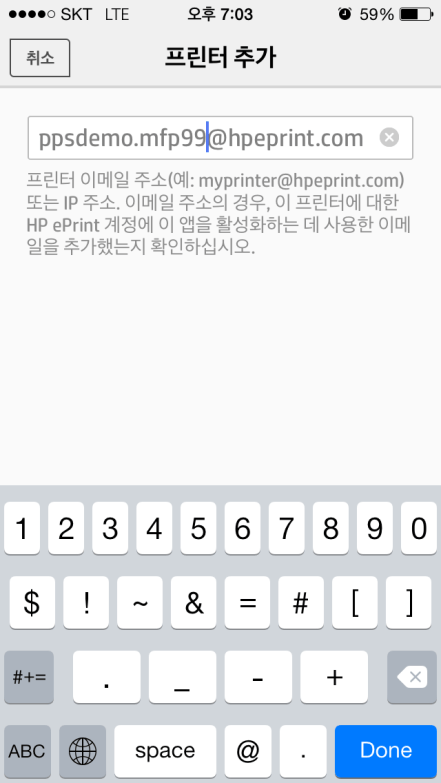 SKT LTE 오후 7:03 59%
취소 프린터 추가
ppsdemo.mfp99@hpeprint.com
프린터 이메일 주소(예: myprinter@hpeprint.com)
또는 IP 주소. 이메일 주소의 경우, 이 프린터에 대한
HP ePrint 계정에 이 앱을 활성화하는 데 사용한 이메
일을 추가했는지 확인하십시오.
1 2 3 4 5 6 7 8 9 0
$ ! ~ & = # [ ]
#+= . _ - +
ABC space @ . Done